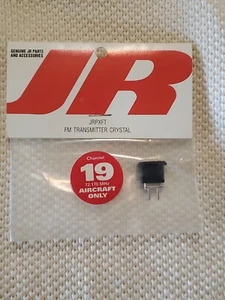 GENUINE JR PARTS
AND ACCESSORIES
JR
JRPXFT
FM TRANSMITTER CRYSTAL
Channel
19
72.170 MHz
AIRCRAFT
ONLY